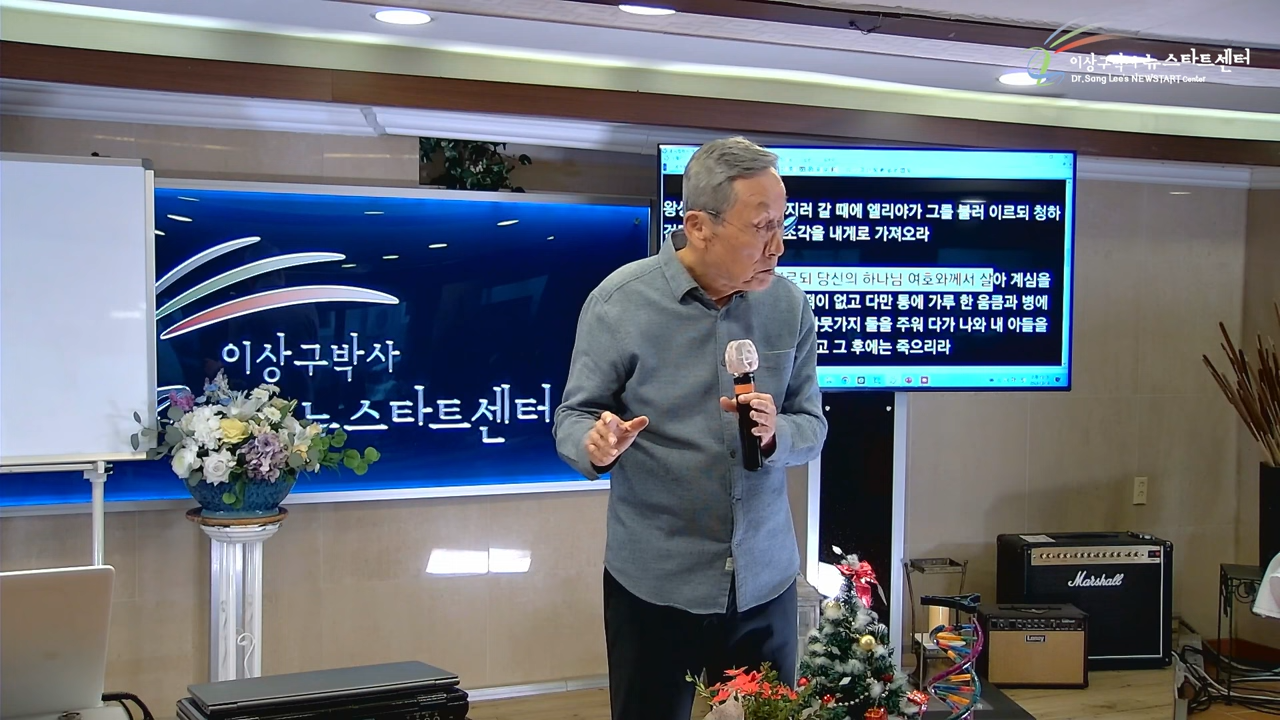 이상구박사 뉴스타트센터
Dr.Sang Lee's NEWSTART Center
지러 갈 때에 엘리야가 그를 불러 이르되 청하
조각을 내게로 가져오라
르되 당신의 하나님 여호와께서 살아 계심을
이 없고 다만 통에 가루 한 움큼과 병에
뭇가지 둘을 주워 다가 나와 내 아들을
고 그 후에는 죽으리라
이상구박사
뉴스타트센터
Marshall
Laney